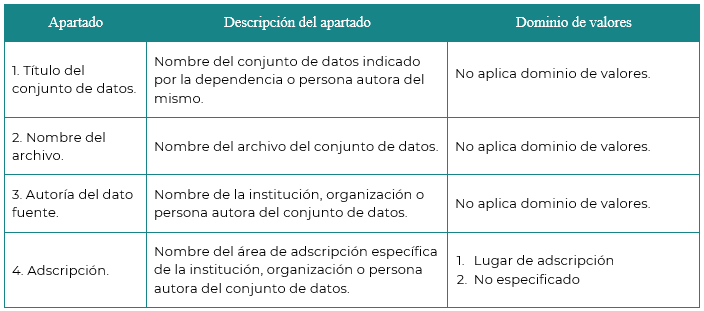 Apartado
Descripción del apartado
Dominio de valores
1. Título del
conjunto de datos.
Nombre del conjunto de datos indicado
por la dependencia o persona autora del
mismo.
No aplica dominio de valores.
2. Nombre del
archivo.
Nombre del archivo del conjunto de datos.
No aplica dominio de valores.
3. Autoría del dato
fuente.
Nombre de la institución, organización o
persona autora del conjunto de datos.
No aplica dominio de valores.
4. Adscripción.
Nombre del área de adscripción específica
de la institución, organización o persona
autora del conjunto de datos.
1. Lugar de adscripción
2. No especificado